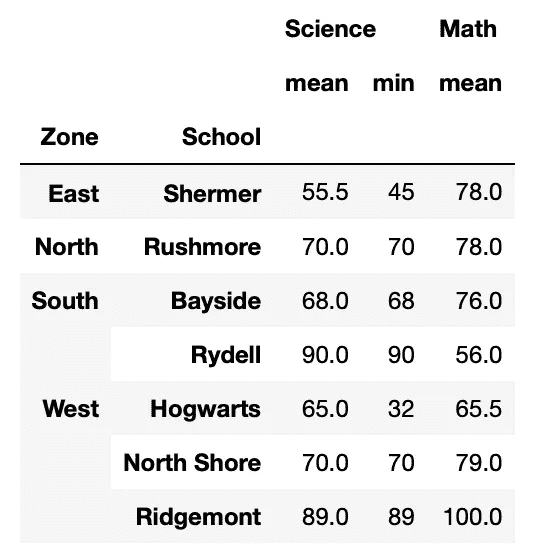 Science Math
mean min mean
Zone School
East Shermer 55.5 45 78.0
North Rushmore 70.0 70 78.0
South Bayside 68.0 68 76.0
Rydell 90.0 90 56.0
West Hogwarts 65.0 32 65.5
North Shore 70.0 70 79.0
Ridgemont 89.0 89 100.0